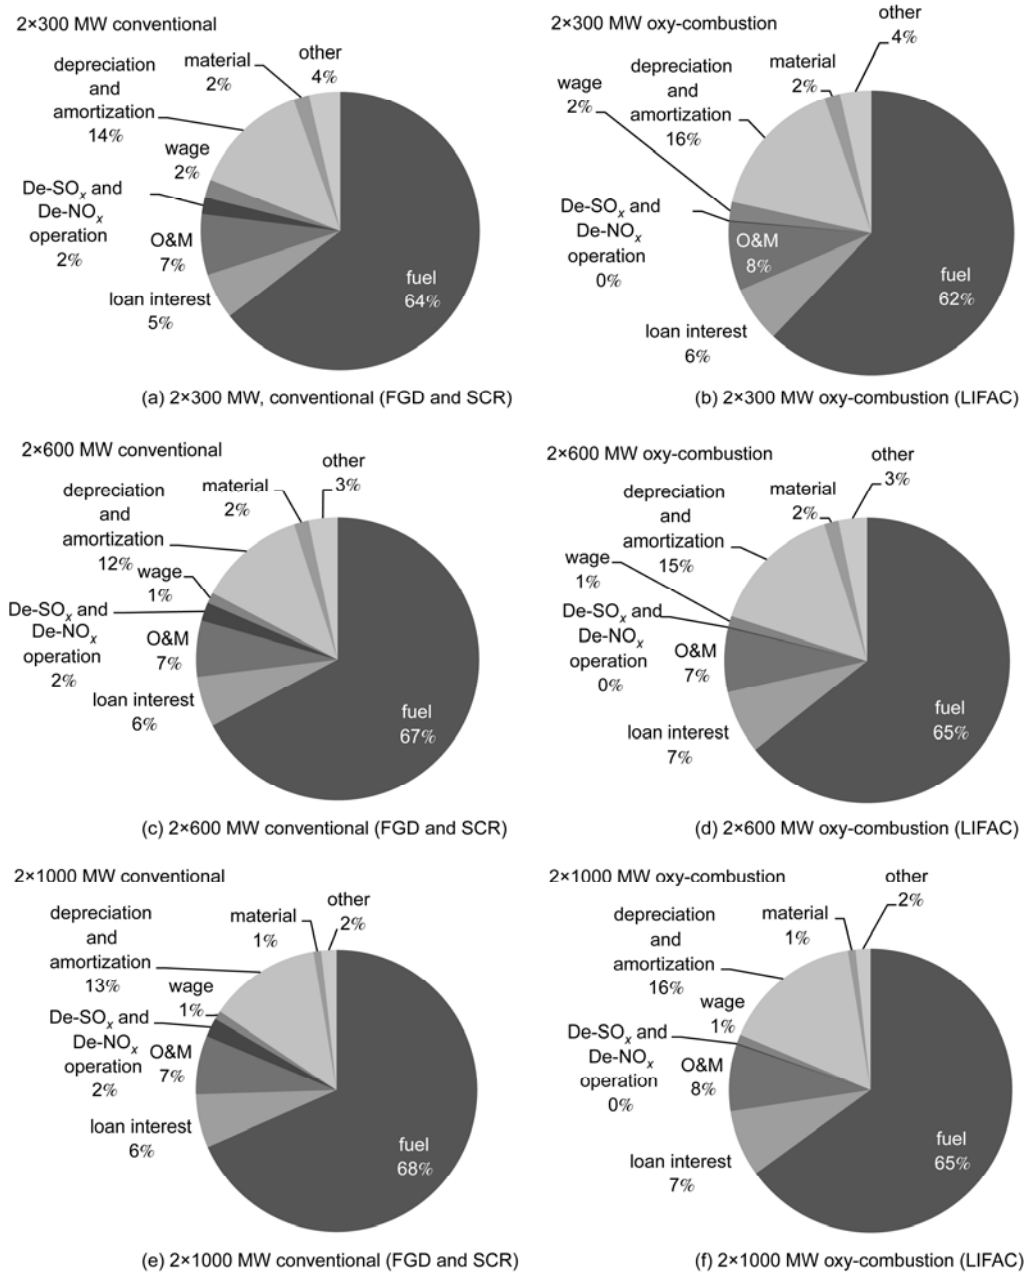 2×300 MW conventional
other
4%
material
2%
depreciation
and
amortization
14%
wage
2%
De-SOx and
De-NOx
operation
2%
O&M
7%
loan interest
5%
fuel
64%
(a) 2×300 MW, conventional (FGD and SCR)
2×300 MW oxy-combustion
other
4%
material
2%
depreciation
and
amortization
16%
wage
2%
De-SOx and
De-NOx
operation
0%
O&M
8%
loan interest
6%
fuel
62%
(b) 2×300 MW oxy-combustion (LIFAC)
2×600 MW conventional
other
3%
material
2%
depreciation
and
amortization
12%
wage
1%
De-SOx and
De-NOx
operation
2%
O&M
7%
loan interest
6%
fuel
67%
(c) 2×600 MW conventional (FGD and SCR)
2×600 MW oxy-combustion
other
3%
material
2%
depreciation
and
amortization
15%
wage
1%
De-SOx and
De-NOx
operation
0%
O&M
7%
loan interest
7%
fuel
65%
(d) 2×600 MW oxy-combustion (LIFAC)
2×1000 MW conventional
other
2%
material
1%
depreciation
and
amortization
13%
wage
1%
De-SOx and
De-NOx
operation
2%
O&M
7%
loan interest
6%
fuel
68%
(e) 2×1000 MW conventional (FGD and SCR)
2×1000 MW oxy-combustion
other
2%
material
1%
depreciation
and
amortization
16%
wage
1%
De-SOx and
De-NOx
operation
0%
O&M
8%
loan interest
7%
fuel
65%
(f) 2×1000 MW oxy-combustion (LIFAC)